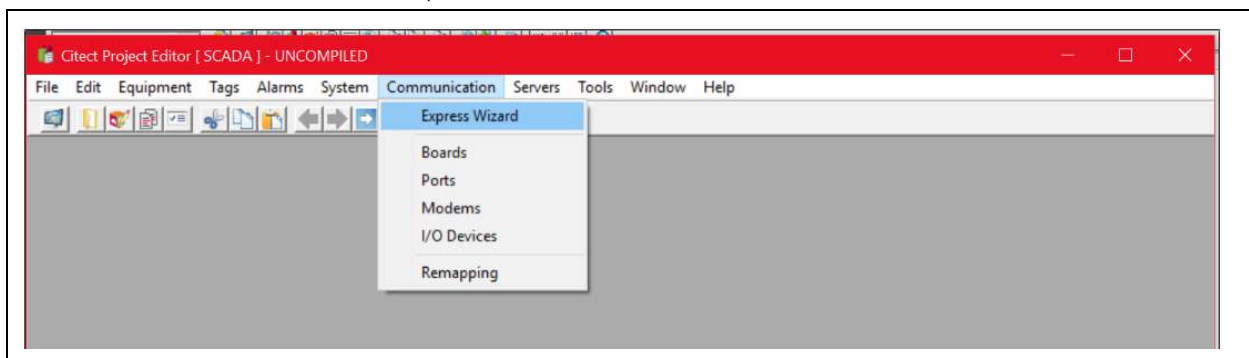 Citect Project Editor [ SCADA ] - UNCOMPILED
File Edit Equipment Tags Alarms System Communication Servers Tools Window Help
Express Wizard
Boards
Ports
Modems
I/O Devices
Remapping